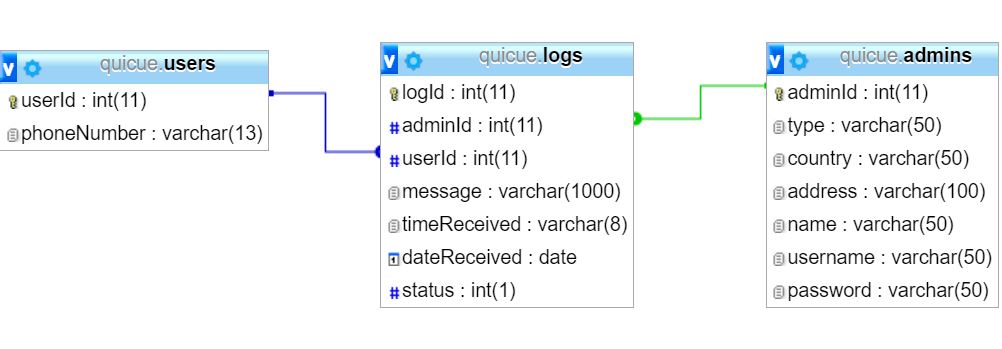 v quicue.users
userId : int(11)
phoneNumber : varchar(13)
v quicue.logs
logId : int(11)
adminId : int(11)
userId : int(11)
message : varchar(1000)
timeReceived : varchar(8)
dateReceived : date
status : int(1)
v quicue.admins
adminId : int(11)
type : varchar(50)
country : varchar(50)
address : varchar(100)
name : varchar(50)
username : varchar(50)
password : varchar(50)